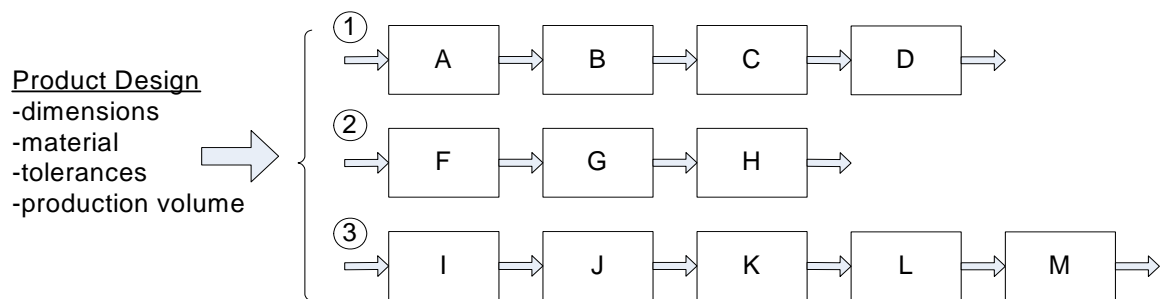 Product Design
-dimensions
-material
-tolerances
-production volume
1
A B C D
2
F G H
3
I J K L M